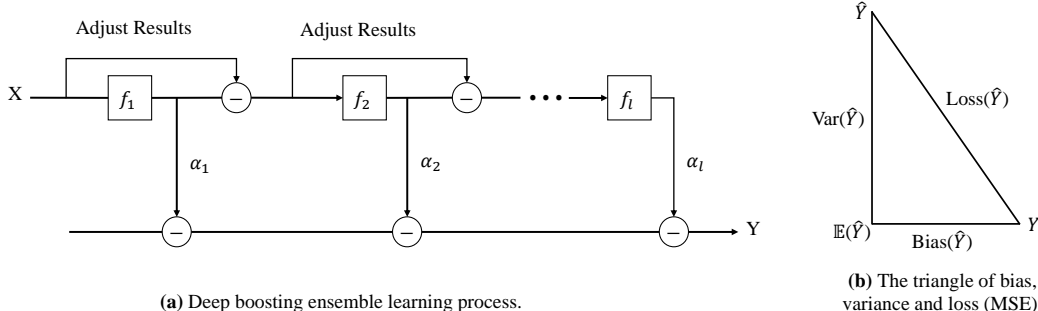 Adjust Results
Adjust Results
X
f₁
−
f₂
−
• • •
fₗ
α₁
α₂
αₗ
−
−
−
Y
(a) Deep boosting ensemble learning process.
Ŷ
Var(Ŷ)
Loss(Ŷ)
𝔼(Ŷ)
Bias(Ŷ)
Y
(b) The triangle of bias,
variance and loss (MSE)